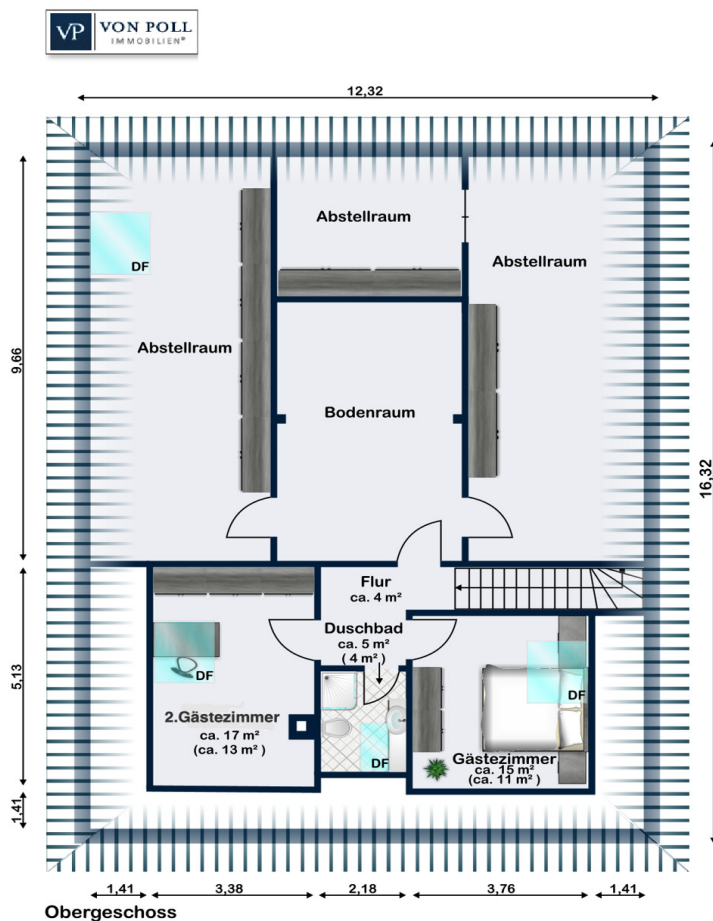 VP VON POLL
IMMOBILIEN®
12,32
9,66
5,13
1,41
16,32
Abstellraum
Abstellraum
Abstellraum
DF
Bodenraum
Flur
ca. 4 m²
Duschbad
ca. 5 m²
( 4 m² )
DF
2.Gästezimmer
ca. 17 m²
(ca. 13 m² )
DF
DF
Gästezimmer
ca. 15 m²
(ca. 11 m² )
1,41
3,38
2,18
3,76
1,41
Obergeschoss